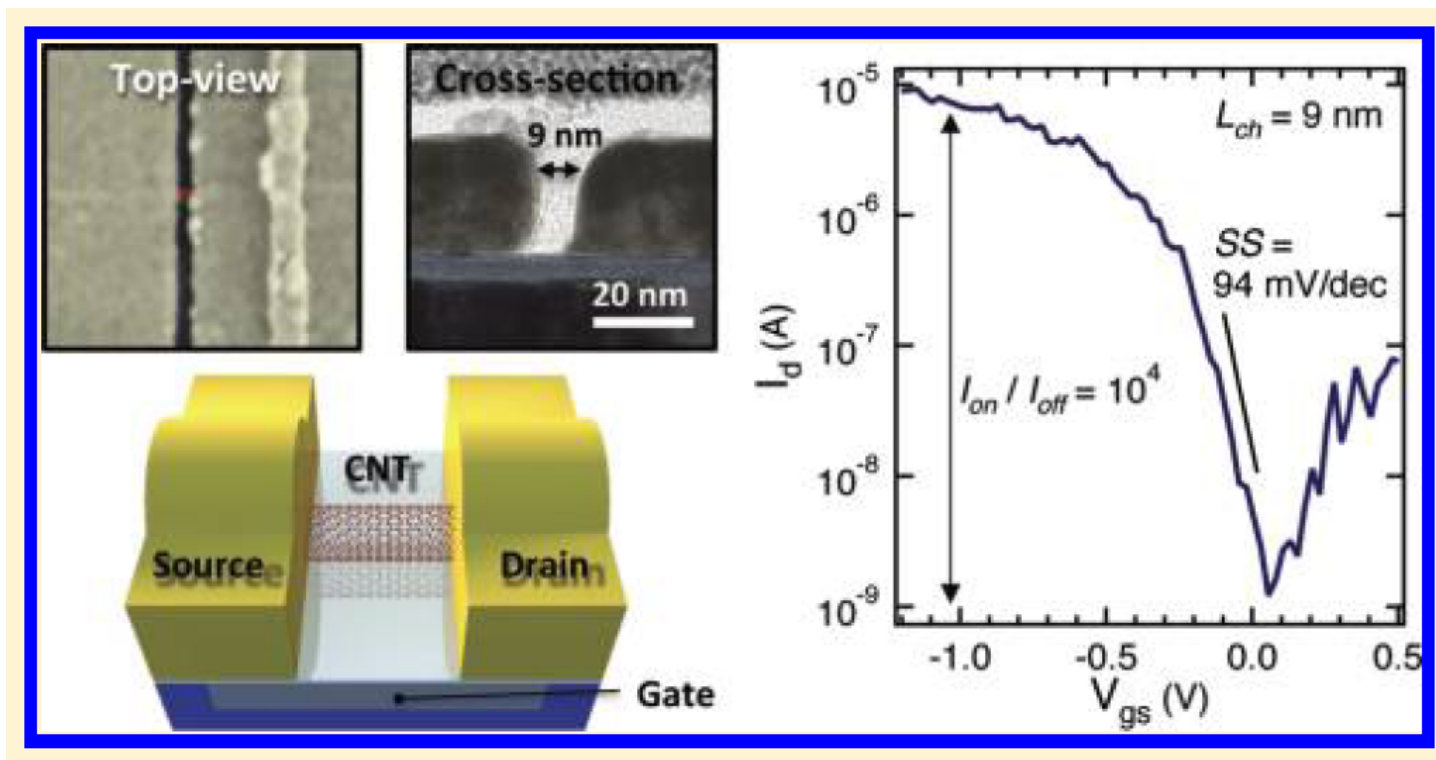 Top-view
Cross-section
9 nm
20 nm
CNT
Source
Drain
Gate
10⁻⁵
10⁻⁶
10⁻⁷
10⁻⁸
10⁻⁹
I_d (A)
L_ch = 9 nm
SS =
94 mV/dec
I_on / I_off = 10⁴
-1.0 -0.5 0.0 0.5
V_gs (V)